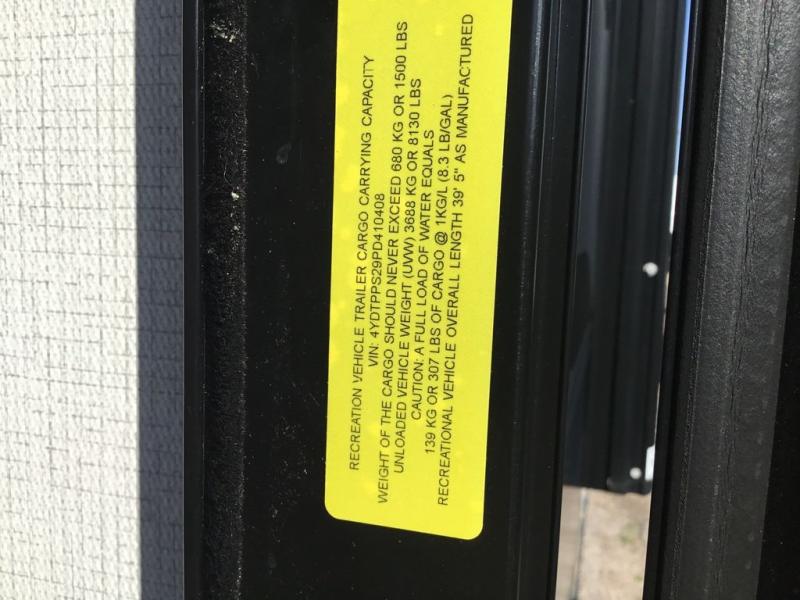 RECREATION VEHICLE TRAILER CARGO CARRYING CAPACITY
VIN: 4YDTPPS29PD410408
WEIGHT OF THE CARGO SHOULD NEVER EXCEED 680 KG OR 1500 LBS
UNLOADED VEHICLE WEIGHT (UVW) 3688 KG OR 8130 LBS
CAUTION: A FULL LOAD OF WATER EQUALS
139 KG OR 307 LBS OF CARGO @ 1KG/L (8.3 LB/GAL)
RECREATIONAL VEHICLE OVERALL LENGTH 39' 5" AS MANUFACTURED